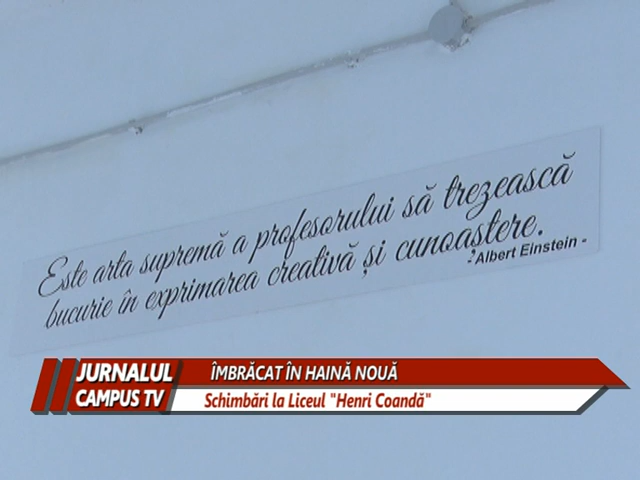 Este arta supremă a profesorului să trezească
bucurie în exprimarea creativă și cunoaștere.
- Albert Einstein -
JURNALUL
CAMPUS TV
ÎMBRĂCAT ÎN HAINĂ NOUĂ
Schimbări la Liceul "Henri Coandă"